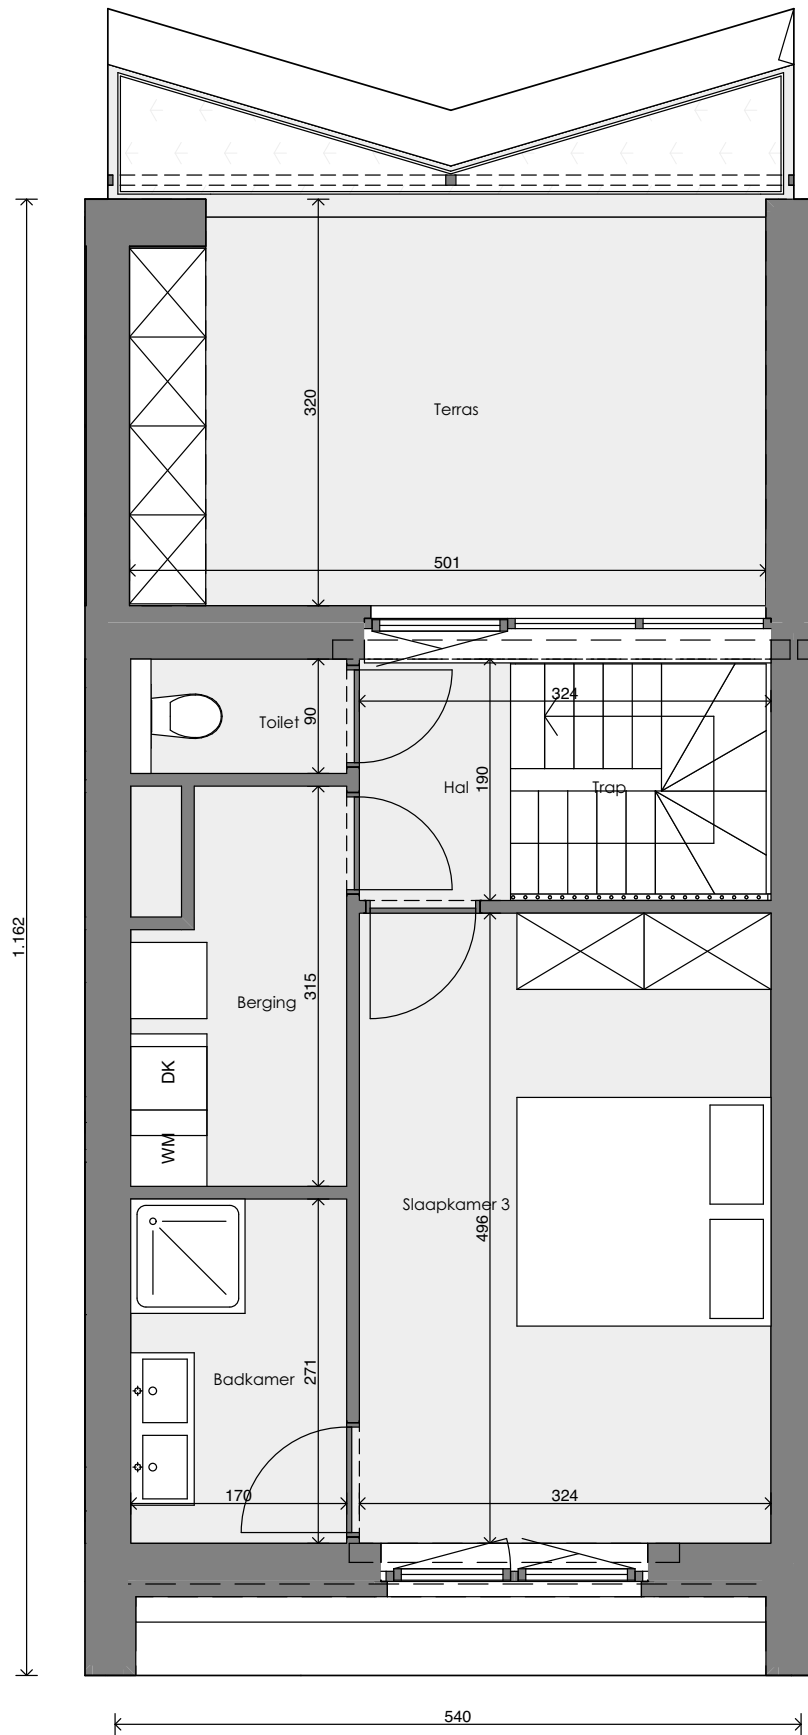 320
Terras
501
324
Toilet
90
190
Hal
Trap
1.162
315
Berging
DK
WM
Slaapkamer 3
496
271
Badkamer
170
324
540